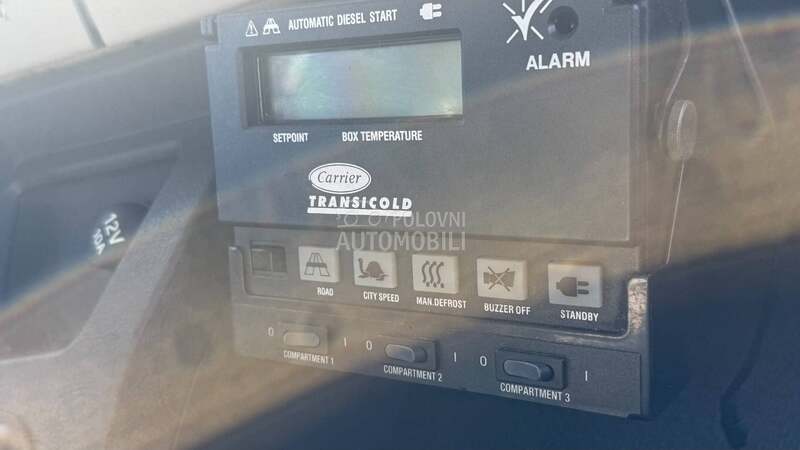 AUTOMATIC DIESEL START
ALARM
SETPOINT BOX TEMPERATURE
Carrier
TRANSICOLD
POLOVNI
AUTOMOBILI
12V
10A
ROAD CITY SPEED MAN.DEFROST BUZZER OFF STANDBY
0 I 0 I 0 I
COMPARTMENT 1 COMPARTMENT 2 COMPARTMENT 3